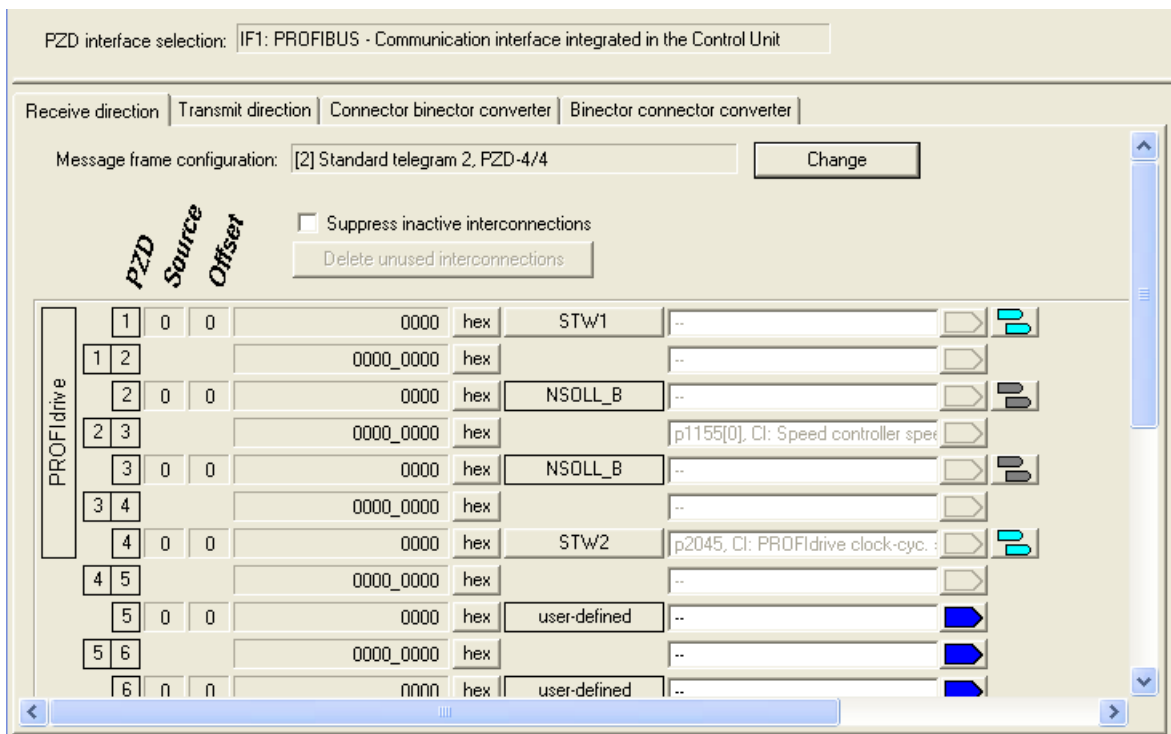 PZD interface selection: IF1: PROFIBUS - Communication interface integrated in the Control Unit
Receive direction Transmit direction Connector binector converter Binector connector converter
Message frame configuration: [2] Standard telegram 2, PZD-4/4 Change
PZD Source Offset
Suppress inactive interconnections
Delete unused interconnections
PROFIdrive
1 0 0 0000 hex STW1 --
1 2 0000_0000 hex --
2 0 0 0000 hex NSOLL_B --
2 3 0000_0000 hex p1155[0], CI: Speed controller spee
3 0 0 0000 hex NSOLL_B --
3 4 0000_0000 hex --
4 0 0 0000 hex STW2 p2045, CI: PROFIdrive clock-cyc.
4 5 0000_0000 hex --
5 0 0 0000 hex user-defined --
5 6 0000_0000 hex --
6 0 0 0000 hex user-defined --